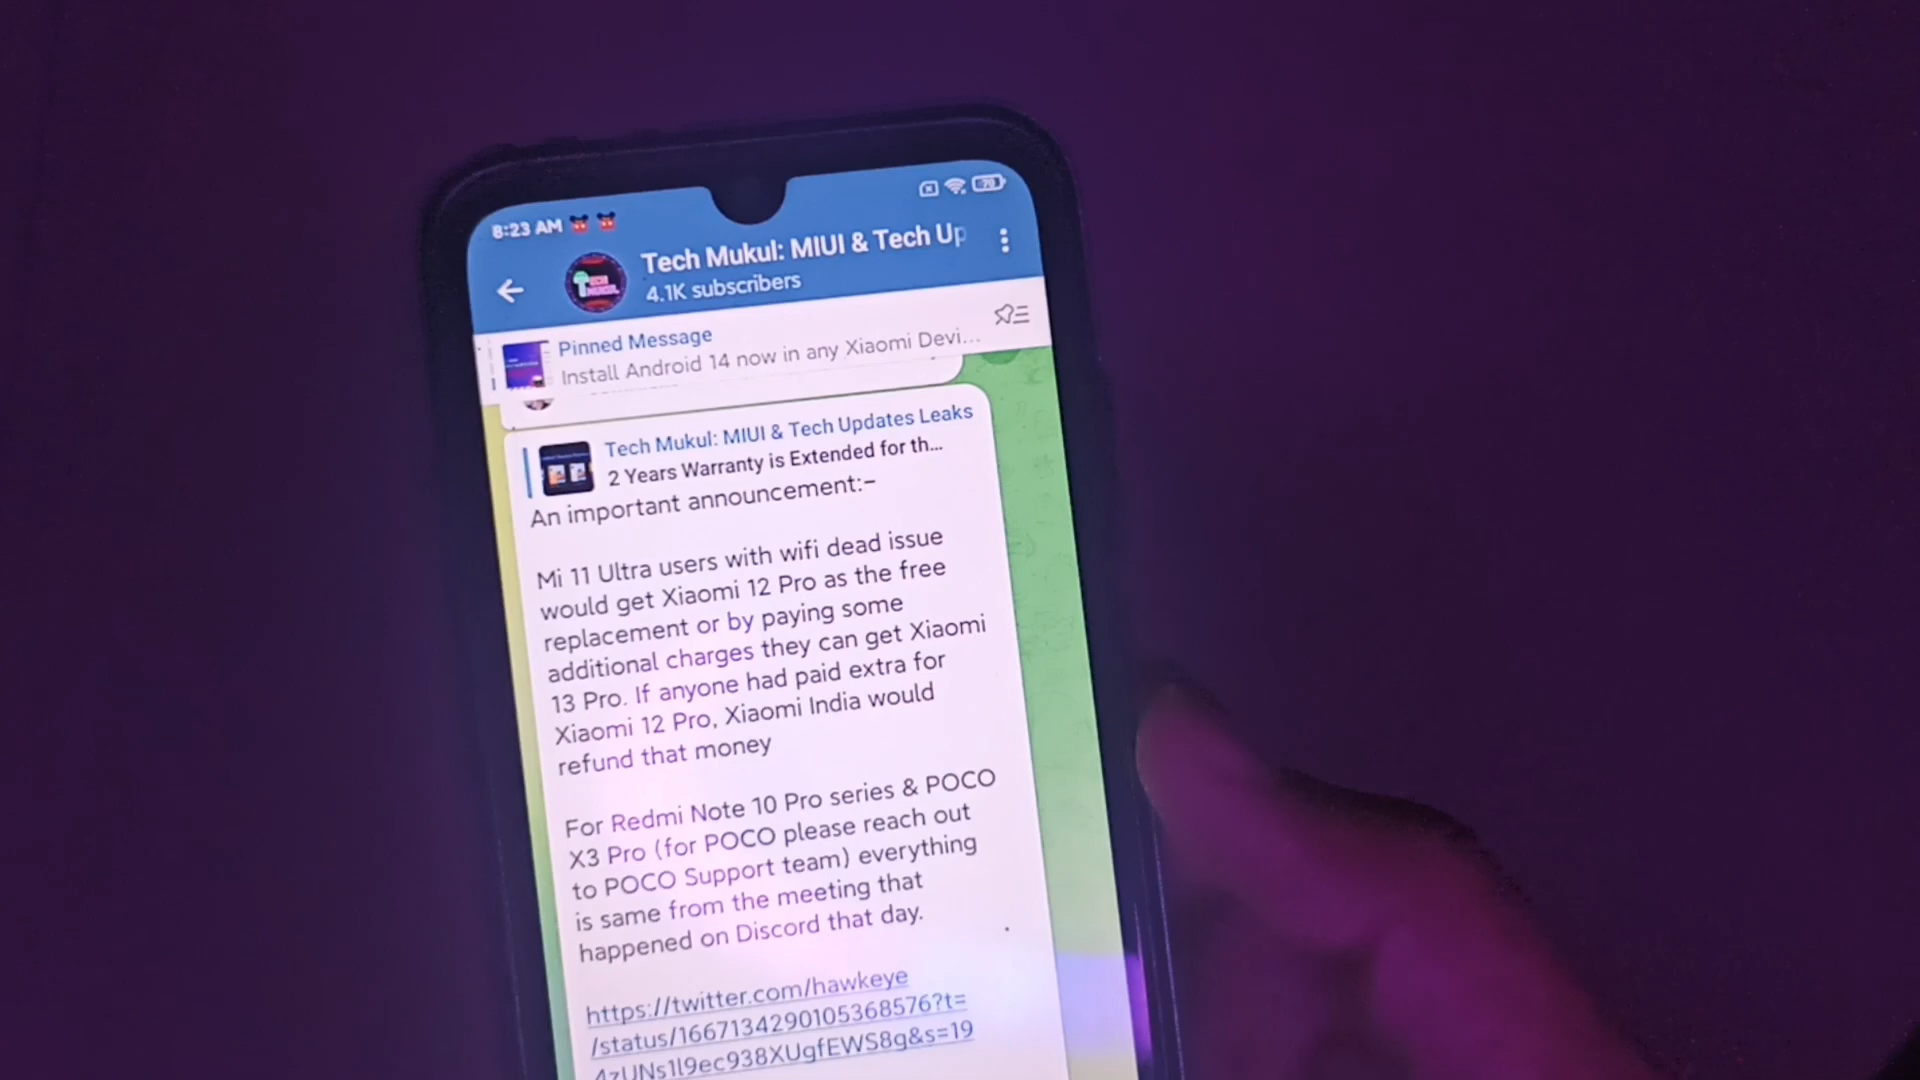 8:23 AM
70
Tech Mukul: MIUI & Tech Up
4.1K subscribers
TECH
MUKUL
Pinned Message
Install Android 14 now in any Xiaomi Devi...
Tech Mukul: MIUI & Tech Updates Leaks
2 Years Warranty is Extended for th...
An important announcement:–
Mi 11 Ultra users with wifi dead issue
would get Xiaomi 12 Pro as the free
replacement or by paying some
additional charges they can get Xiaomi
13 Pro. If anyone had paid extra for
Xiaomi 12 Pro, Xiaomi India would
refund that money
For Redmi Note 10 Pro series & POCO
X3 Pro (for POCO please reach out
to POCO Support team) everything
is same from the meeting that
happened on Discord that day.
https://twitter.com/hawkeye
/status/1667134290105368576?t=
4zUNs1l9ec938XUgfEWS8g&s=19